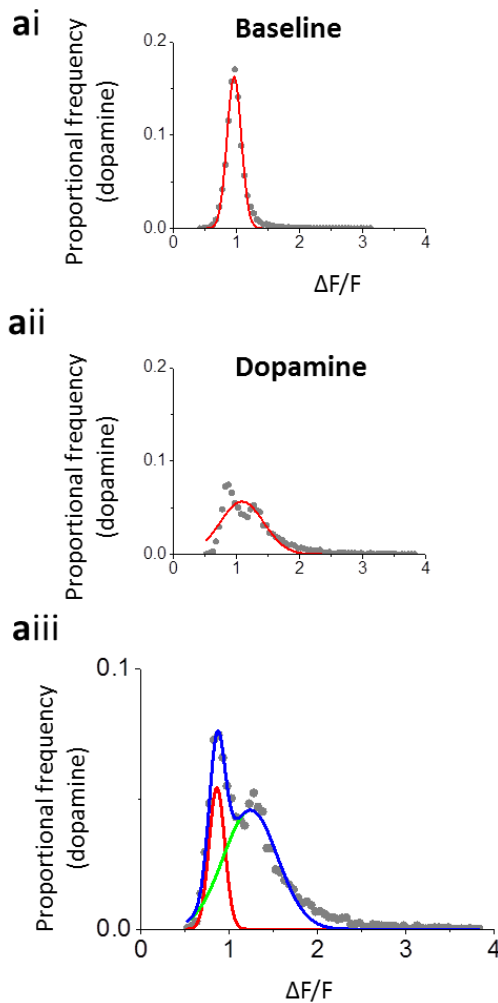 ai
Baseline
Proportional frequency
(dopamine)
0.2
0.1
0.0
0 1 2 3 4
ΔF/F
aii
Dopamine
Proportional frequency
(dopamine)
0.2
0.1
0.0
0 1 2 3 4
aiii
Proportional frequency
(dopamine)
0.1
0.0
0 1 2 3 4
ΔF/F